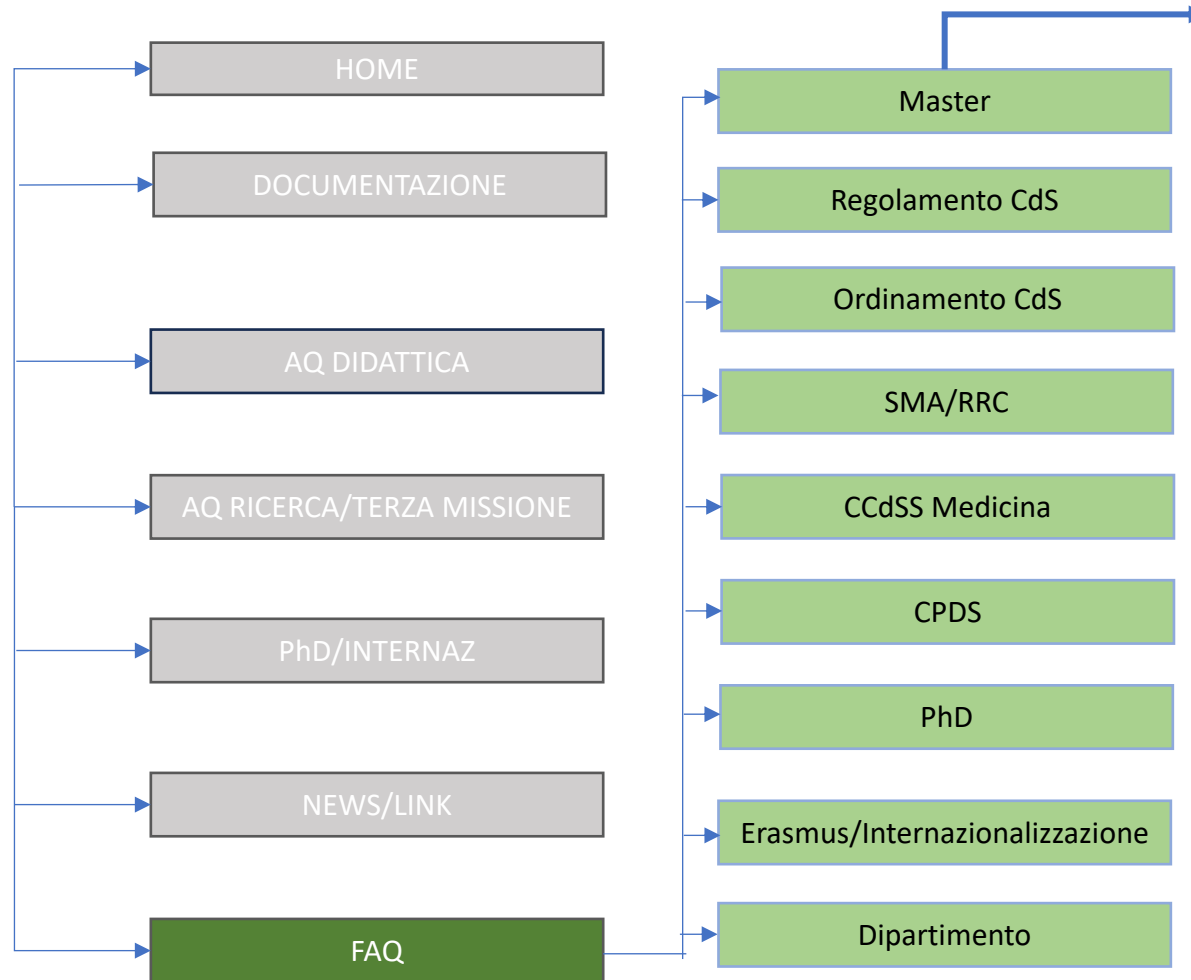 HOME
DOCUMENTAZIONE
AQ DIDATTICA
AQ RICERCA/TERZA MISSIONE
PhD/INTERNAZ
NEWS/LINK
FAQ
Master
Regolamento CdS
Ordinamento CdS
SMA/RRC
CCdSS Medicina
CPDS
PhD
Erasmus/Internazionalizzazione
Dipartimento